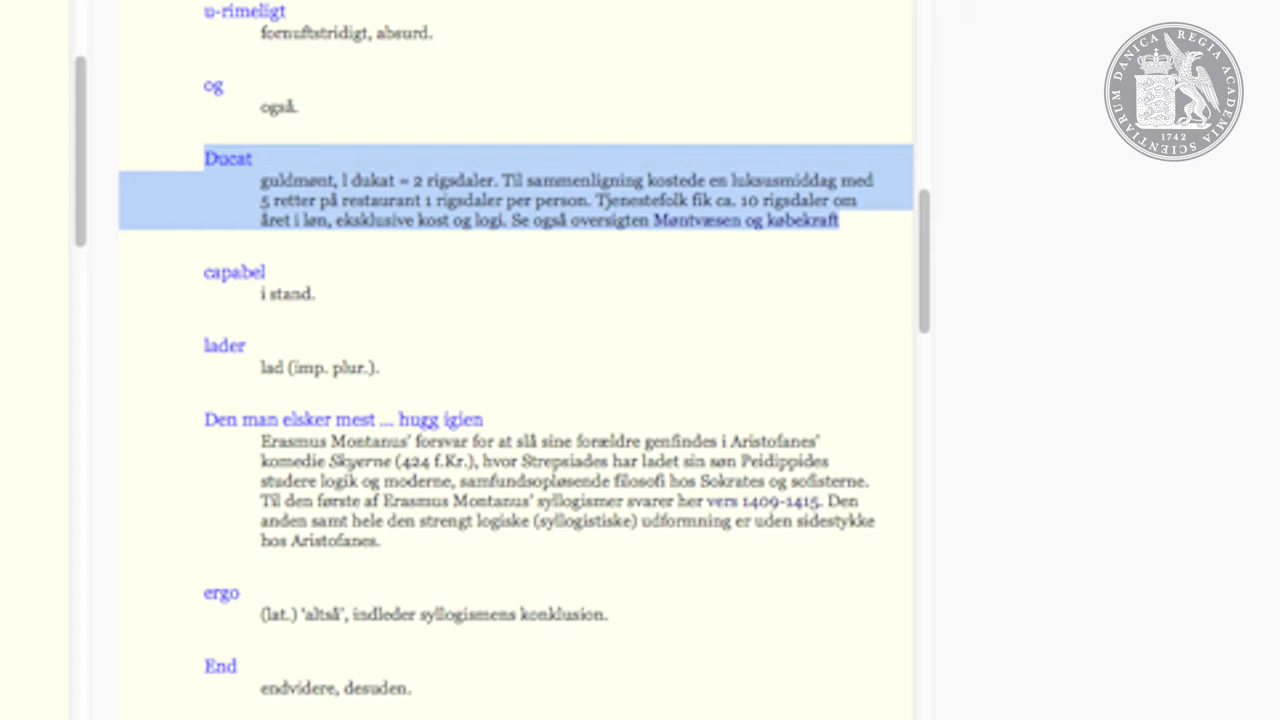 u-rimeligt
fornuftstridigt, absurd.
og
også.
Ducat
guldmønt, 1 dukat = 2 rigsdaler. Til sammenligning kostede en luksusmiddag med
5 retter på restaurant 1 rigsdaler per person. Tjenestefolk fik ca. 10 rigsdaler om
året i løn, eksklusive kost og logi. Se også oversigten Møntvæsen og købekraft
capabel
i stand.
lader
lad (imp. plur.).
Den man elsker mest ... hugg igien
Erasmus Montanus' forsvar for at slå sine forældre genfindes i Aristofanes'
komedie Skyerne (424 f.Kr.), hvor Strepsiades har ladet sin søn Peidippides
studere logik og moderne, samfundsopløsende filosofi hos Sokrates og sofisterne.
Til den første af Erasmus Montanus' syllogismer svarer her vers 1409-1415. Den
anden samt hele den strengt logiske (syllogistiske) udformning er uden sidestykke
hos Aristofanes.
ergo
(lat.) 'altså', indleder syllogismens konklusion.
End
endvidere, desuden.
REGIA ACADEMIA SCIENTIARUM DANICA
1742